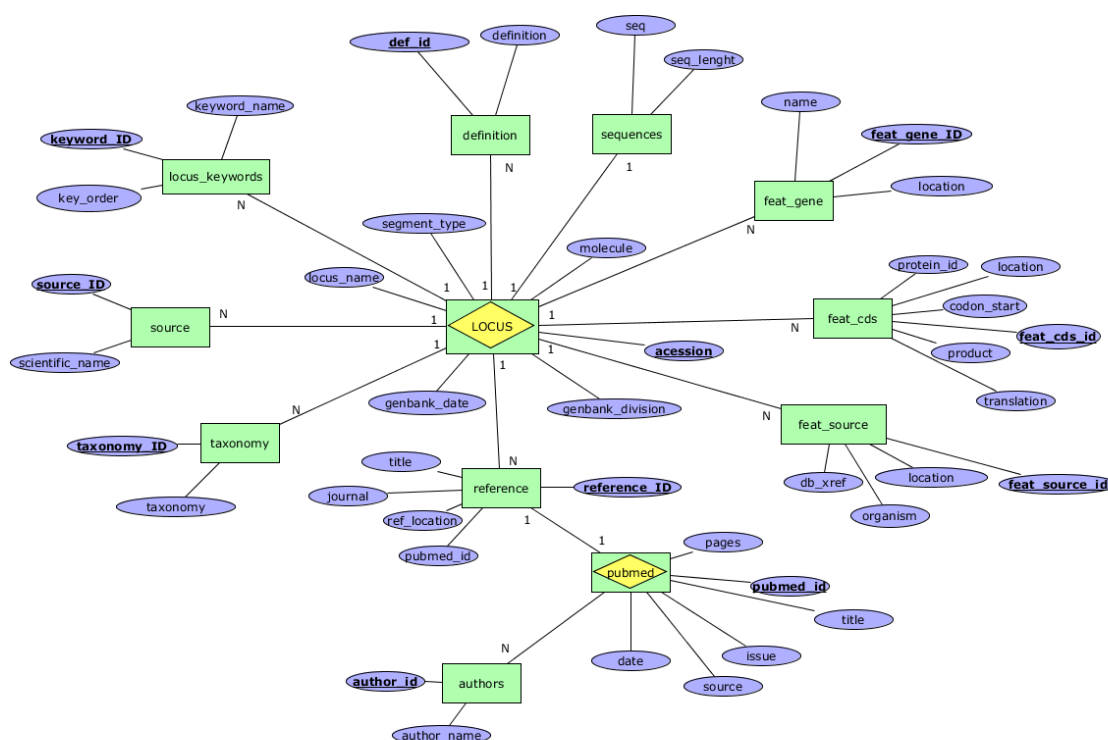 seq
def_id
definition
seq_lenght
keyword_name
name
keyword_ID
definition
sequences
feat_gene_ID
locus_keywords
key_order
feat_gene
location
1
N
N
segment_type
N
molecule
protein_id
location
locus_name
source_ID
1
1
1
1
codon_start
N
1
1
feat_cds
source
LOCUS
N
feat_cds_id
1
1
acession
product
scientific_name
1
genbank_date
genbank_division
translation
N
N
feat_source
taxonomy_ID
taxonomy
title
N
db_xref
location
reference
reference_ID
feat_source_id
journal
taxonomy
ref_location
1
organism
pubmed_id
1
pages
pubmed
pubmed_id
title
N
date
issue
authors
author_id
source
author_name